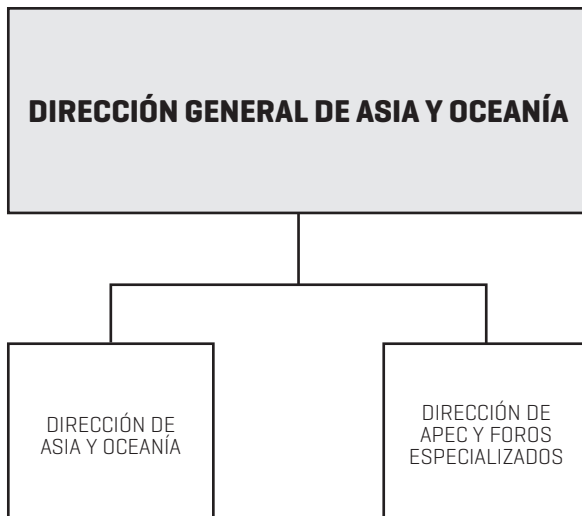 DIRECCIÓN GENERAL DE ASIA Y OCEANÍA
DIRECCIÓN DE
ASIA Y OCEANÍA
DIRECCIÓN DE
APEC Y FOROS
ESPECIALIZADOS